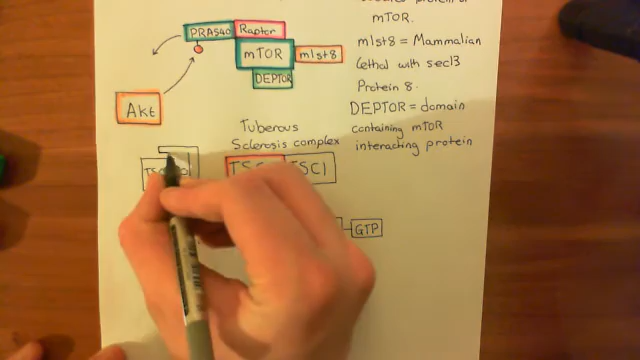 mTOR.
PRAS40 Raptor
mTOR mlst8
mlst8 = Mammalian
lethal with sec13
DEPTOR
Protein 8.
Akt
DEPTOR = domain
containing mTOR
interacting protein
Tuberous
Sclerosis complex
TSC1
GTP